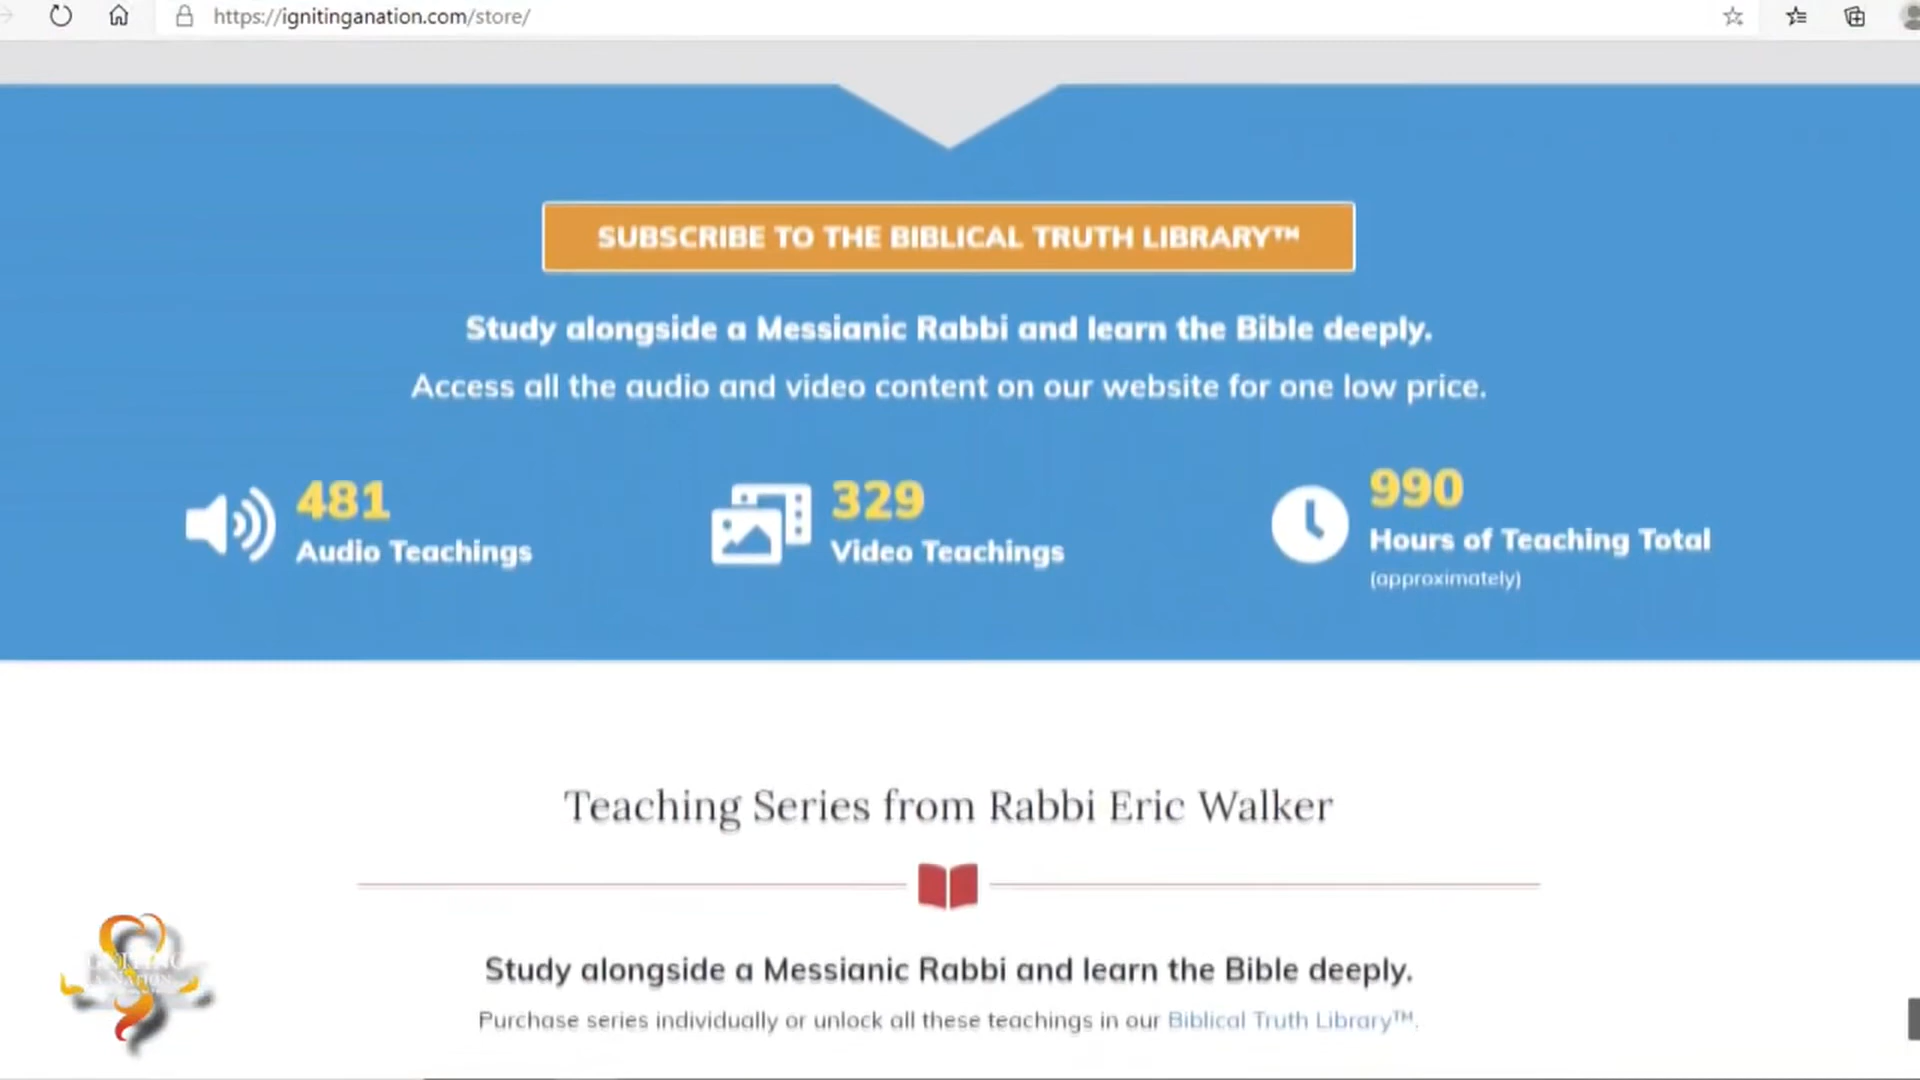 https://ignitinganation.com/store/
SUBSCRIBE TO THE BIBLICAL TRUTH LIBRARY™
Study alongside a Messianic Rabbi and learn the Bible deeply.
Access all the audio and video content on our website for one low price.
481
Audio Teachings
329
Video Teachings
990
Hours of Teaching Total
(approximately)
Teaching Series from Rabbi Eric Walker
Study alongside a Messianic Rabbi and learn the Bible deeply.
Purchase series individually or unlock all these teachings in our Biblical Truth Library™.